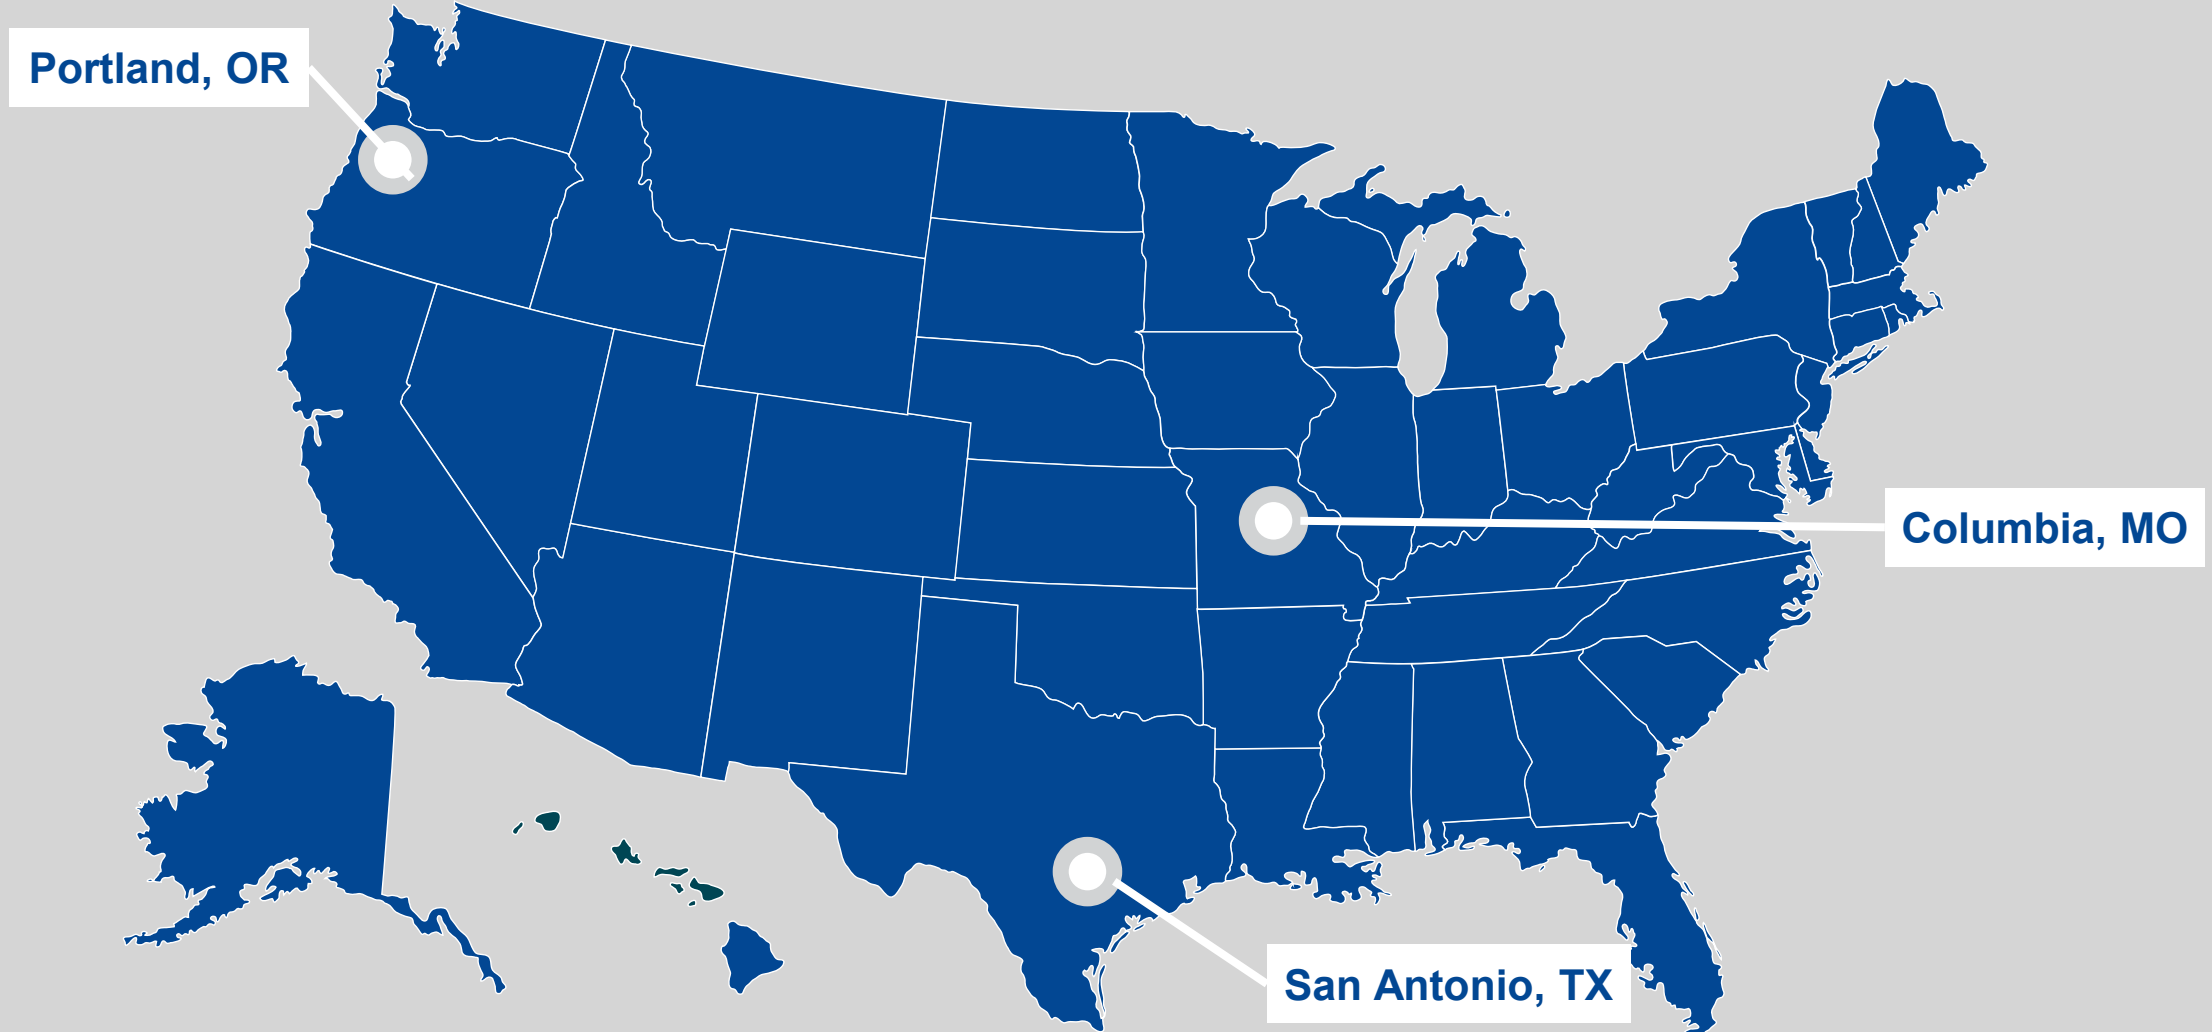 Portland, OR
Columbia, MO
San Antonio, TX